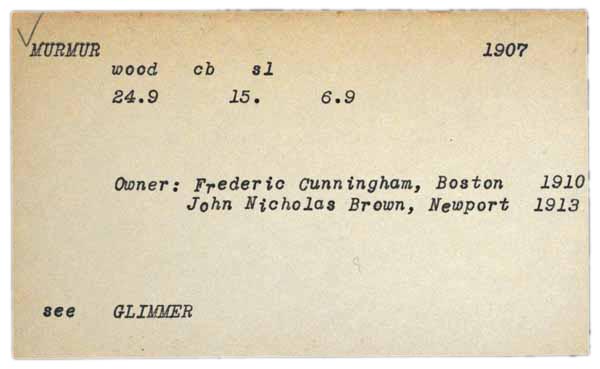 MURMUR 1907
wood cb sl
24.9 15. 6.9
Owner: Frederic Cunningham, Boston 1910
John Nicholas Brown, Newport 1913
see GLIMMER